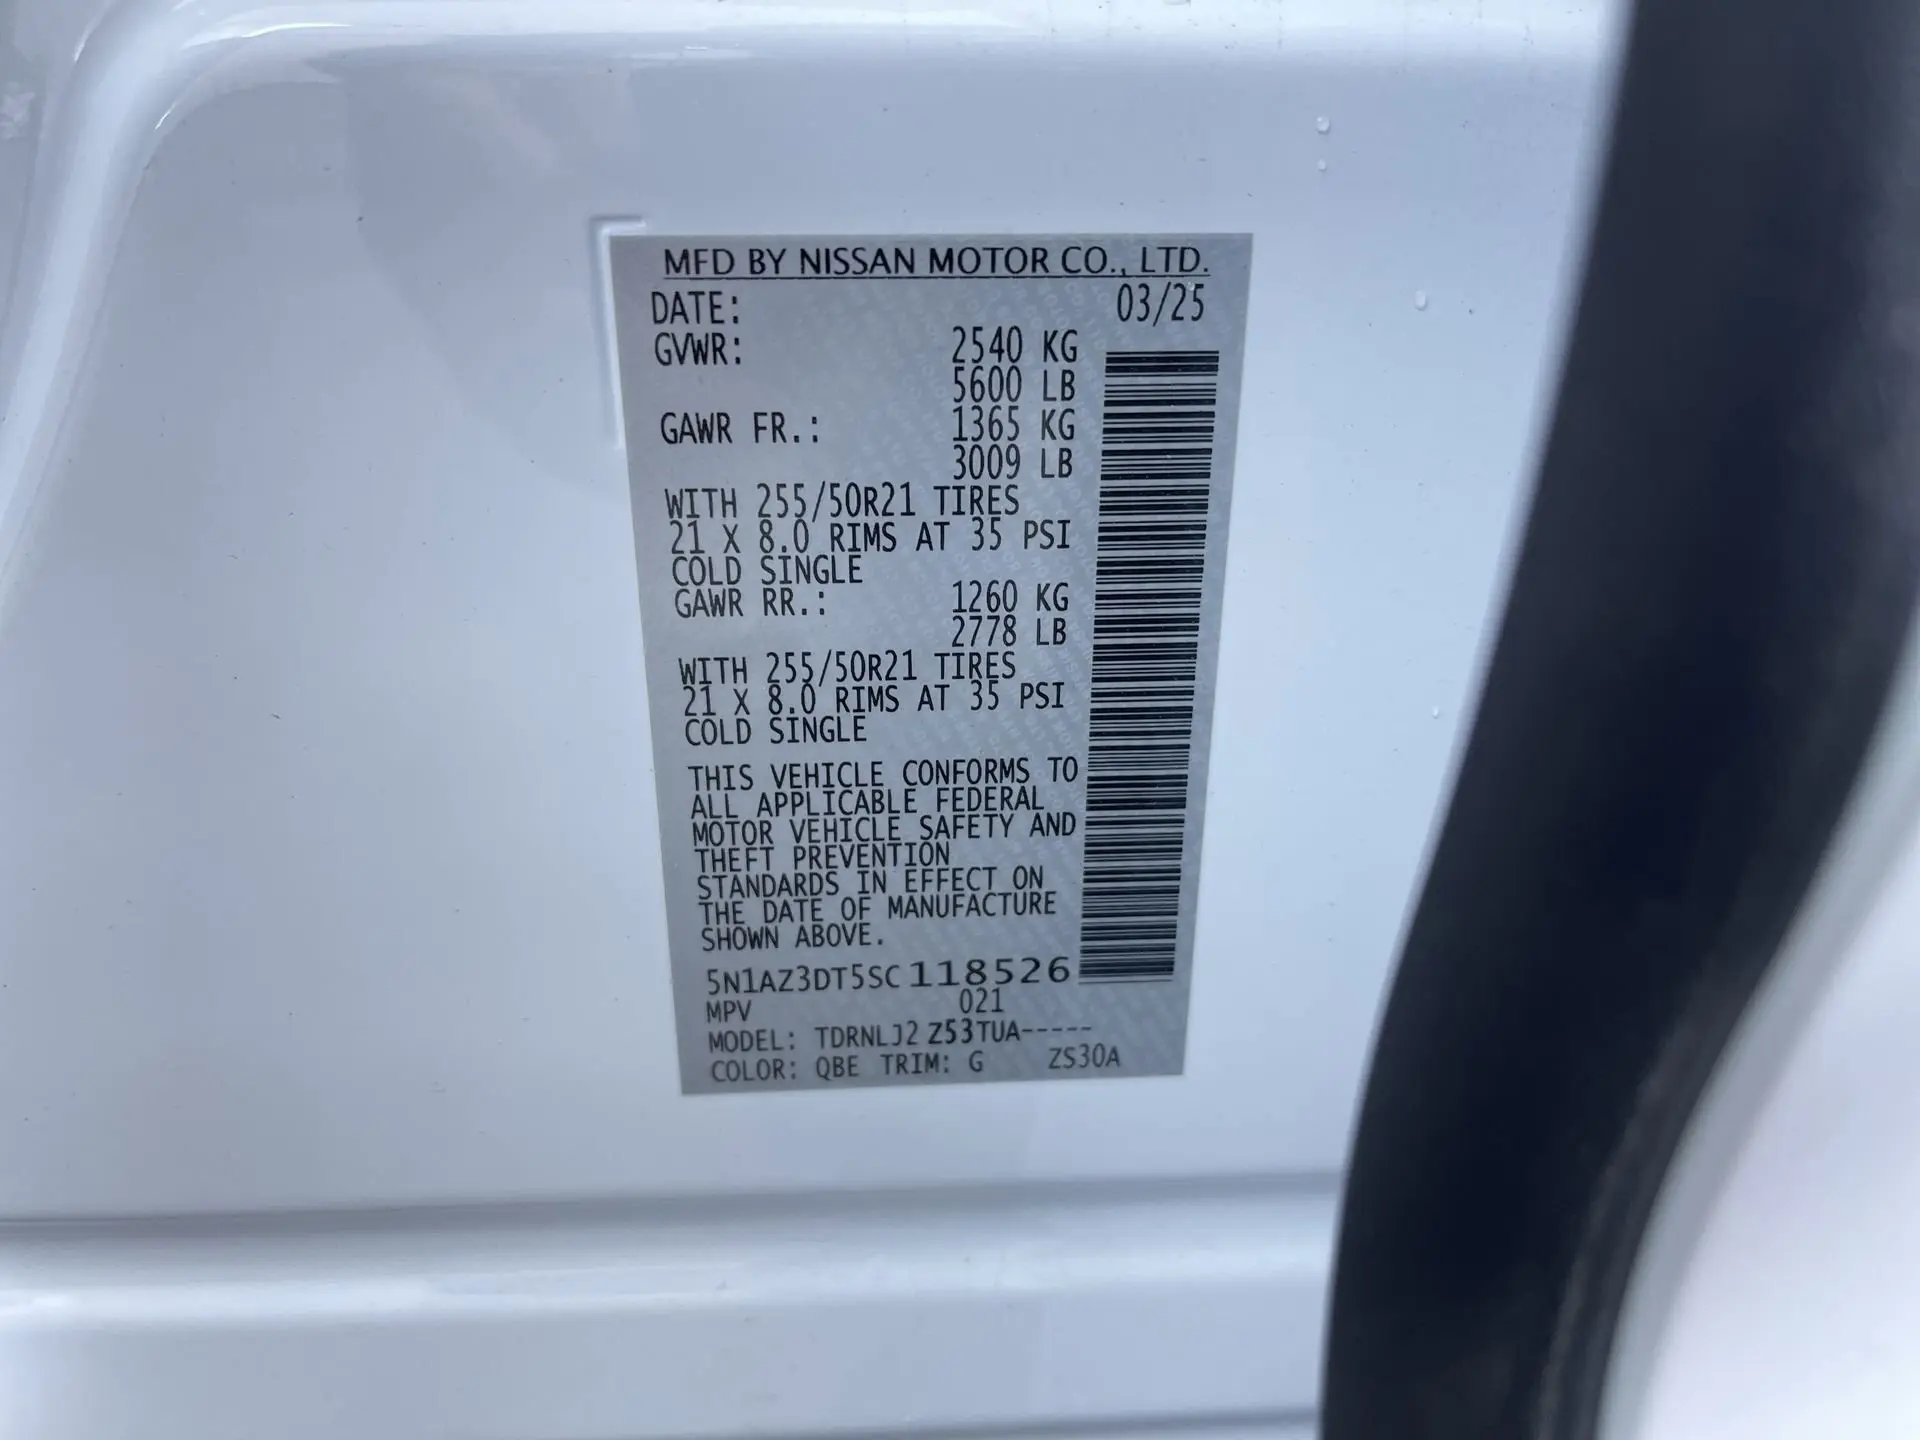 MFD BY NISSAN MOTOR CO., LTD.
DATE: 03/25
GVWR: 2540 KG
5600 LB
GAWR FR.: 1365 KG
3009 LB
WITH 255/50R21 TIRES
21 X 8.0 RIMS AT 35 PSI
COLD SINGLE
GAWR RR.: 1260 KG
2778 LB
WITH 255/50R21 TIRES
21 X 8.0 RIMS AT 35 PSI
COLD SINGLE
THIS VEHICLE CONFORMS TO
ALL APPLICABLE FEDERAL
MOTOR VEHICLE SAFETY AND
THEFT PREVENTION
STANDARDS IN EFFECT ON
THE DATE OF MANUFACTURE
SHOWN ABOVE.
5N1AZ3DT5SC118526
MPV 021
MODEL: TDRNLJ2 Z53TUA-----
COLOR: QBE TRIM: G ZS30A